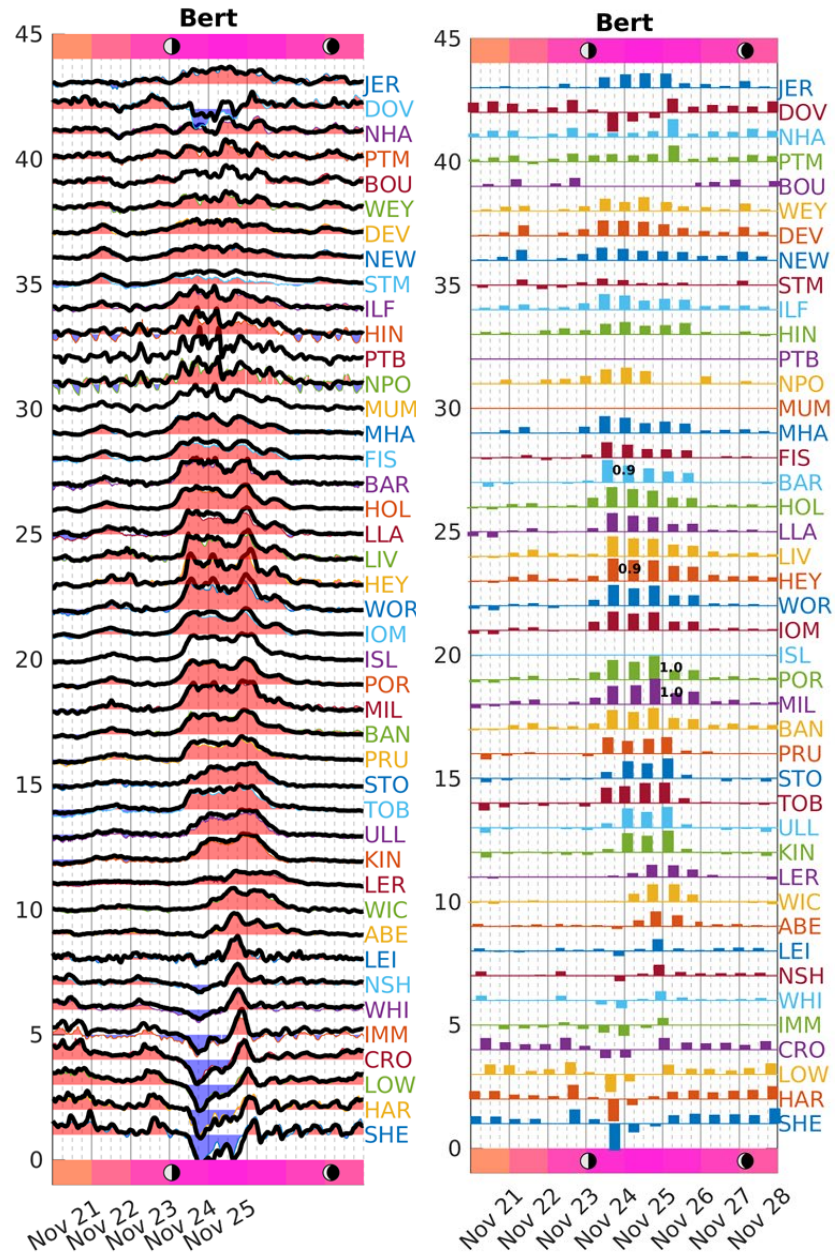 Bert
45
JER
DOV
NHA
40
PTM
BOU
WEY
DEV
NEW
35
STM
ILF
HIN
PTB
NPO
30
MUM
MHA
FIS
BAR
HOL
25
LLA
LIV
HEY
WOR
IOM
20
ISL
POR
MIL
BAN
PRU
15
STO
TOB
ULL
KIN
LER
10
WIC
ABE
LEI
NSH
WHI
5
IMM
CRO
LOW
HAR
SHE
0
Nov 21
Nov 22
Nov 23
Nov 24
Nov 25
Bert
45
JER
DOV
NHA
40
PTM
BOU
WEY
DEV
NEW
35
STM
ILF
HIN
PTB
NPO
30
MUM
MHA
FIS
0.9
BAR
HOL
25
LLA
LIV
0.9
HEY
WOR
IOM
20
ISL
1.0
POR
1.0
MIL
BAN
PRU
15
STO
TOB
ULL
KIN
LER
10
WIC
ABE
LEI
NSH
WHI
5
IMM
CRO
LOW
HAR
SHE
0
Nov 21
Nov 22
Nov 23
Nov 24
Nov 25
Nov 26
Nov 27
Nov 28